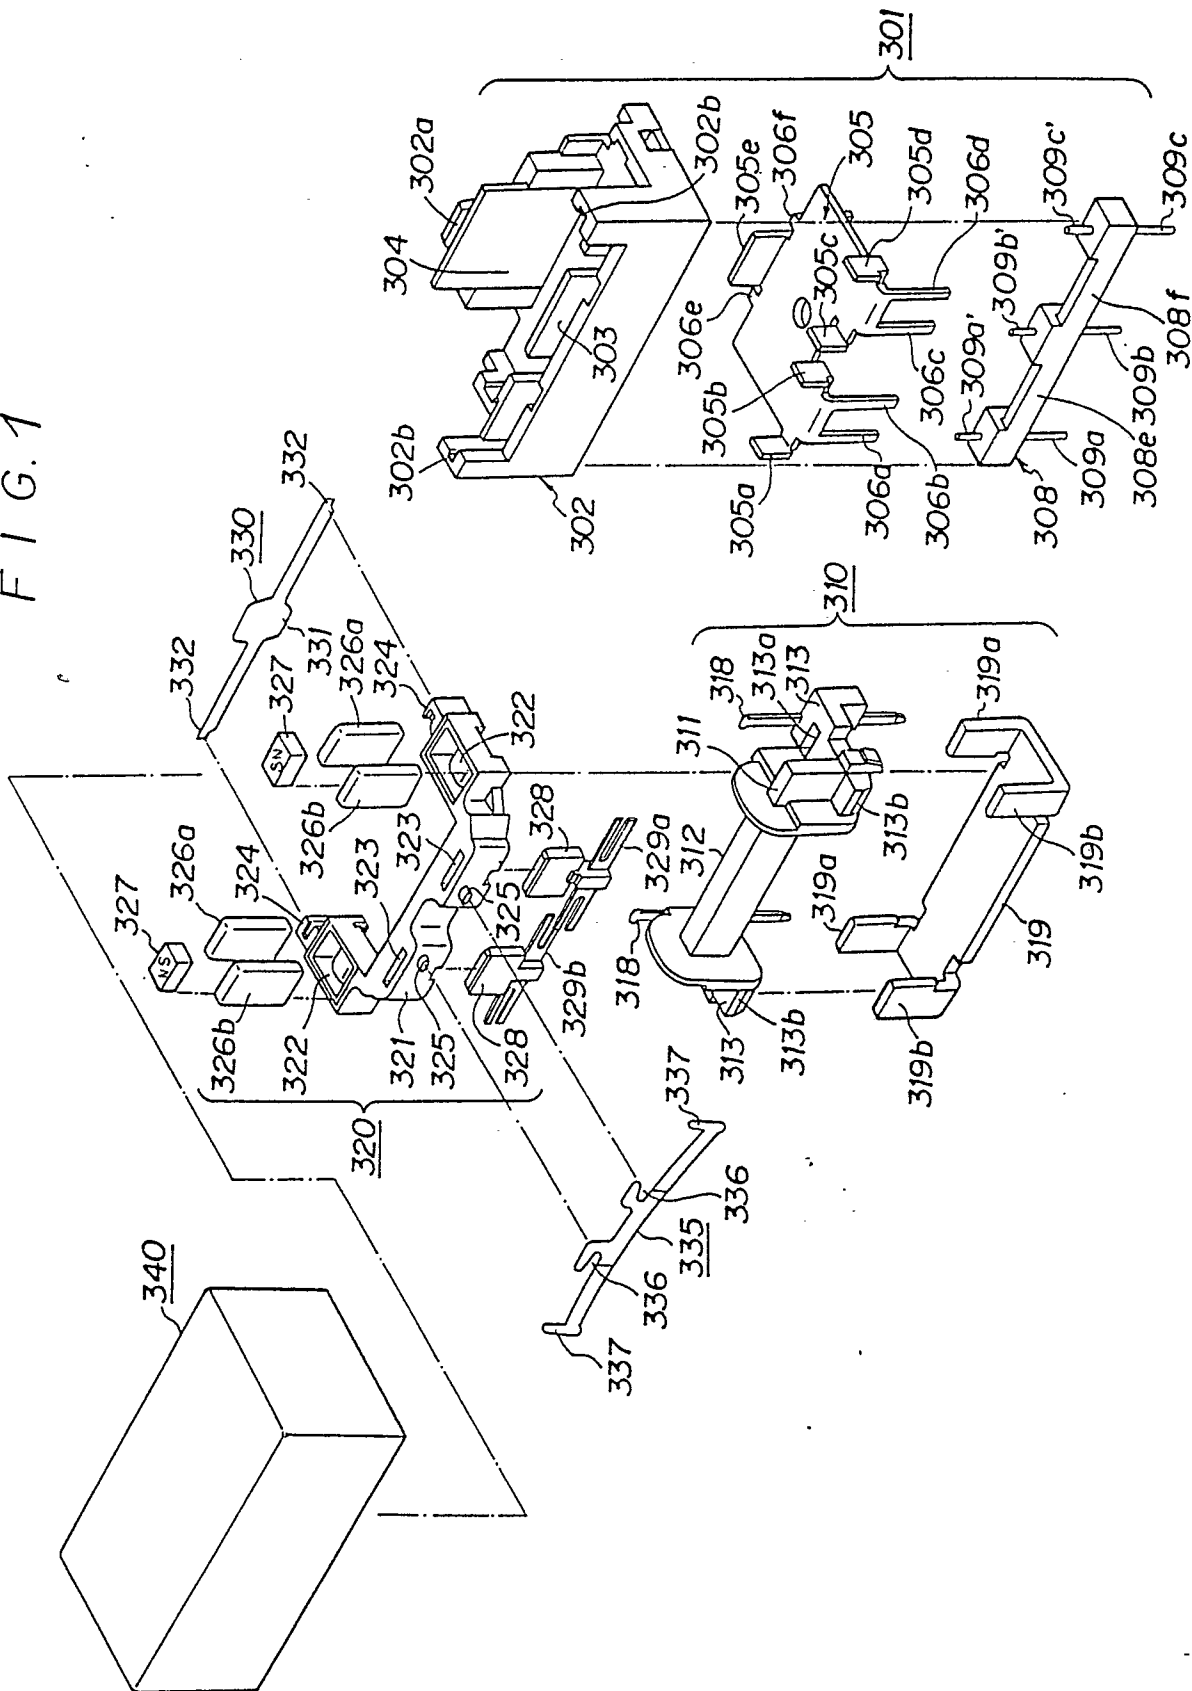 FIG. 1
340
320
327
326a
326b
324
322
323
321
325
328
329b
332
330
331
332
327
326a
326b
324
322
323
325
328
329a
337
336
335
336
337
310
318
312
311
313a
313
318
313
313b
313b
319a
319b
319a
319b
319
301
302a
304
302b
302b
303
302
305e
306f
305
306e
305c
305d
306d
305b
305a
306a
306b
306c
309c'
309b'
309a'
309c
308f
309b
308e
309a
308
NS
SN